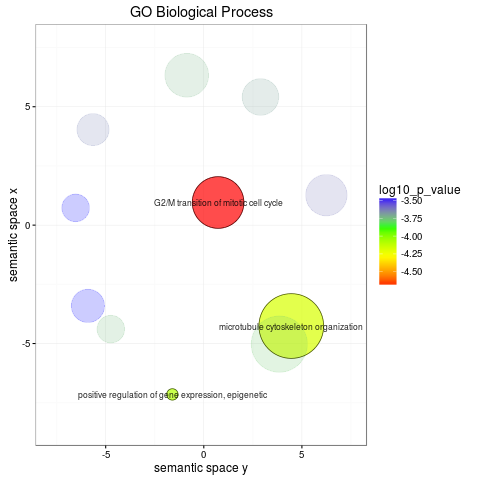 GO Biological Process
5
0
-5
semantic space x
G2/M transition of mitotic cell cycle
microtubule cytoskeleton organization
positive regulation of gene expression, epigenetic
-5
0
5
semantic space y
log10_p_value
-3.50
-3.75
-4.00
-4.25
-4.50